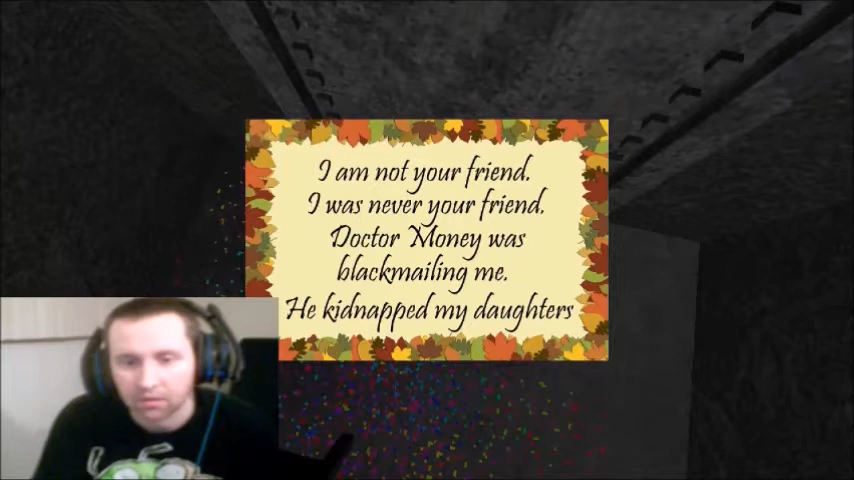 I am not your friend.
I was never your friend.
Doctor Money was
blackmailing me.
He kidnapped my daughters